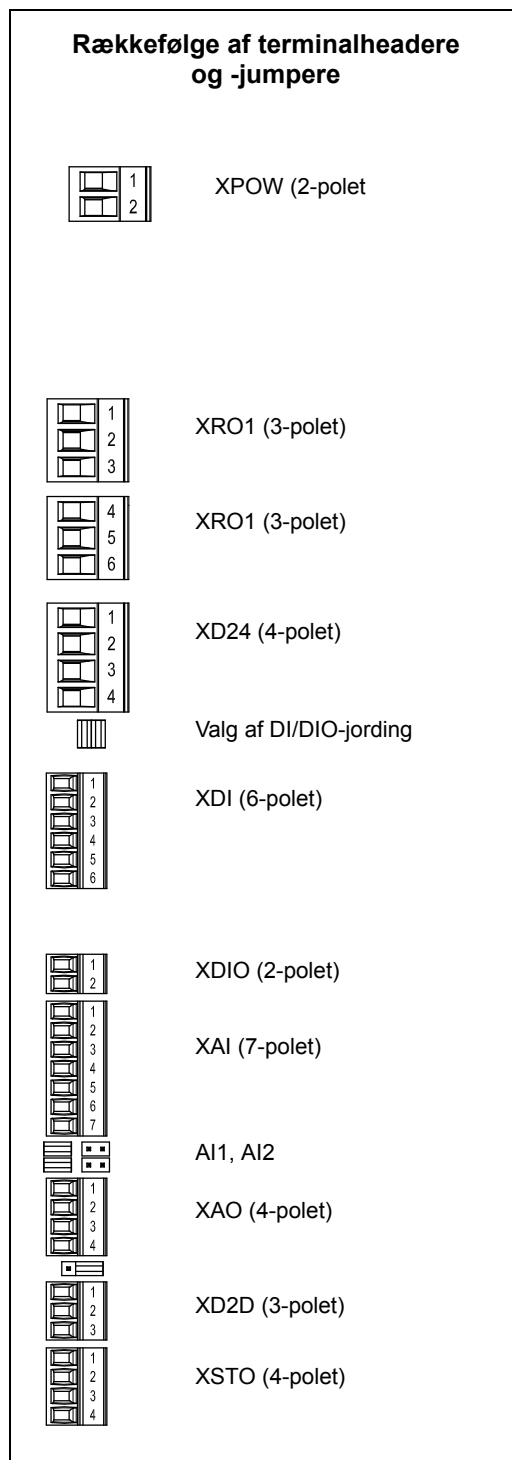 Rækkefølge af terminalheadere
og -jumpere
1 XPOW (2-polet
2
1
XRO1 (3-polet)
2
3
4
XRO1 (3-polet)
5
6
1
XD24 (4-polet)
2
3
4
Valg af DI/DIO-jording
1
XDI (6-polet)
2
3
4
5
6
1
XDIO (2-polet)
2
1
2
XAI (7-polet)
3
4
5
6
7
AI1, AI2
1
XAO (4-polet)
2
3
4
1
XD2D (3-polet)
2
3
1
XSTO (4-polet)
2
3
4